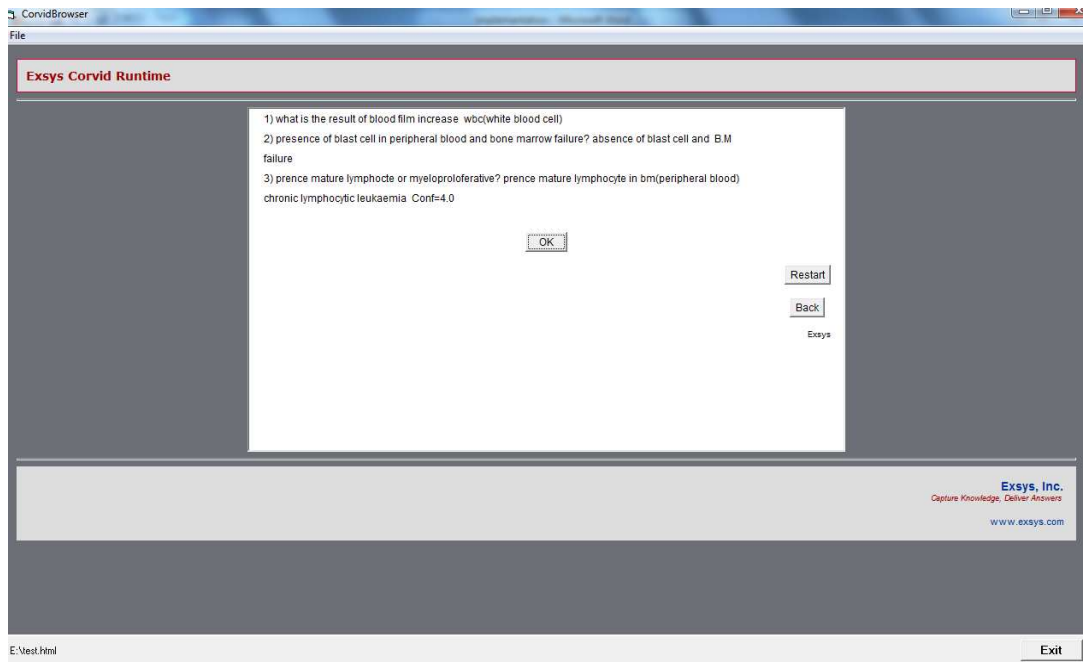 CorvidBrowser
File
Exsys Corvid Runtime
1) what is the result of blood film increase wbc(white blood cell)
2) presence of blast cell in peripheral blood and bone marrow failure? absence of blast cell and B.M
failure
3) prence mature lymphocte or myeloproloferative? prence mature lymphocyte in bm(peripheral blood)
chronic lymphocytic leukaemia Conf=4.0
OK
Restart
Back
Exsys
Exsys, Inc.
Capture Knowledge, Deliver Answers
www.exsys.com
E:\test.html
Exit